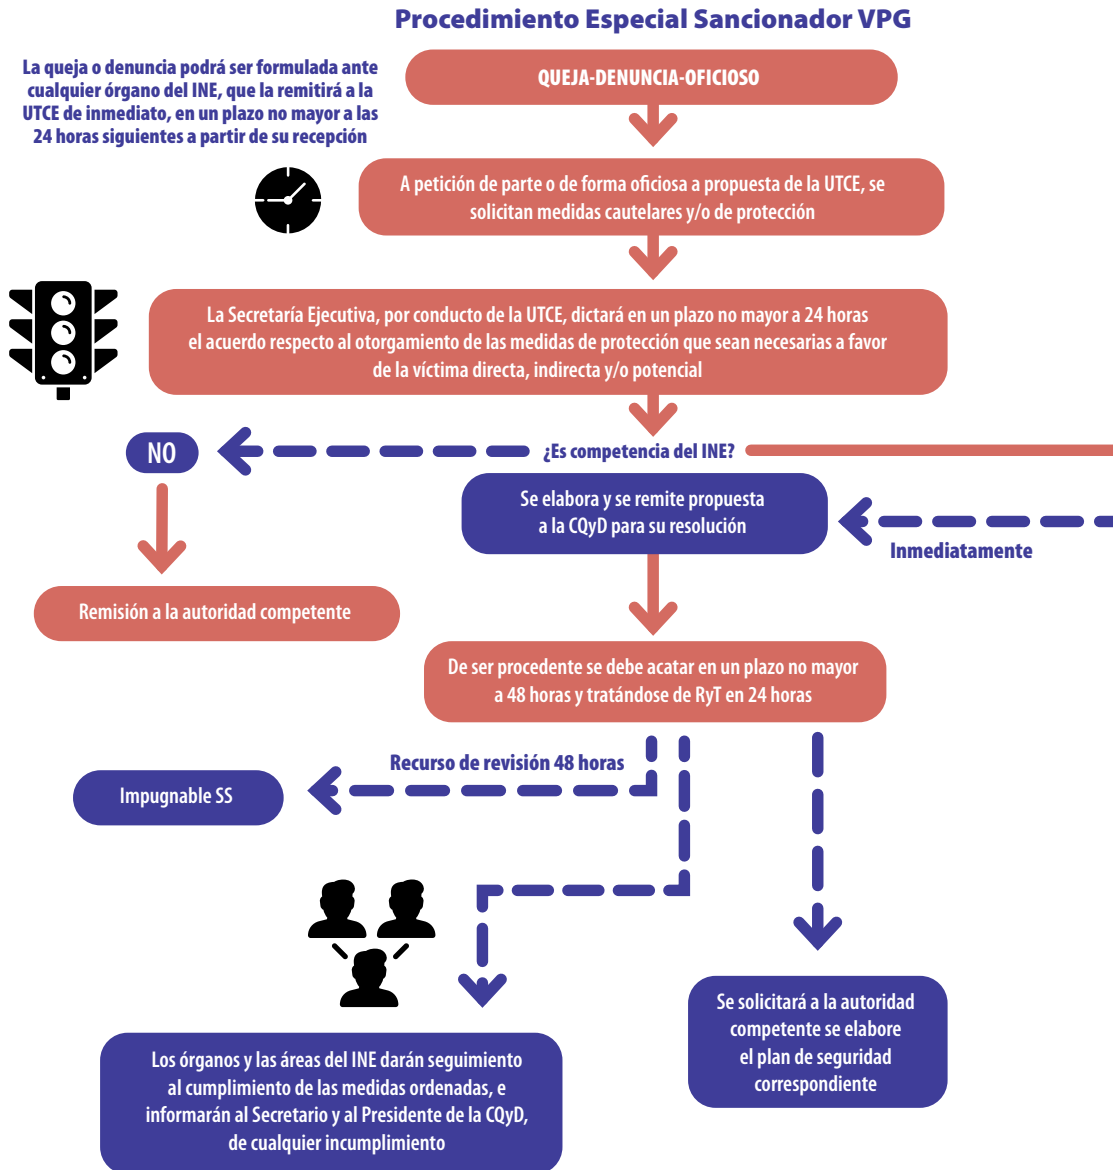 Procedimiento Especial Sancionador VPG
La queja o denuncia podrá ser formulada ante
cualquier órgano del INE, que la remitirá a la
UTCE de inmediato, en un plazo no mayor a las
24 horas siguientes a partir de su recepción
QUEJA-DENUNCIA-OFICIOSO
A petición de parte o de forma oficiosa a propuesta de la UTCE, se
solicitan medidas cautelares y/o de protección
La Secretaría Ejecutiva, por conducto de la UTCE, dictará en un plazo no mayor a 24 horas
el acuerdo respecto al otorgamiento de las medidas de protección que sean necesarias a favor
de la víctima directa, indirecta y/o potencial
NO
¿Es competencia del INE?
Se elabora y se remite propuesta
a la CQyD para su resolución
Inmediatamente
Remisión a la autoridad competente
De ser procedente se debe acatar en un plazo no mayor
a 48 horas y tratándose de RyT en 24 horas
Recurso de revisión 48 horas
Impugnable SS
Se solicitará a la autoridad
competente se elabore
el plan de seguridad
correspondiente
Los órganos y las áreas del INE darán seguimiento
al cumplimiento de las medidas ordenadas, e
informarán al Secretario y al Presidente de la CQyD,
de cualquier incumplimiento